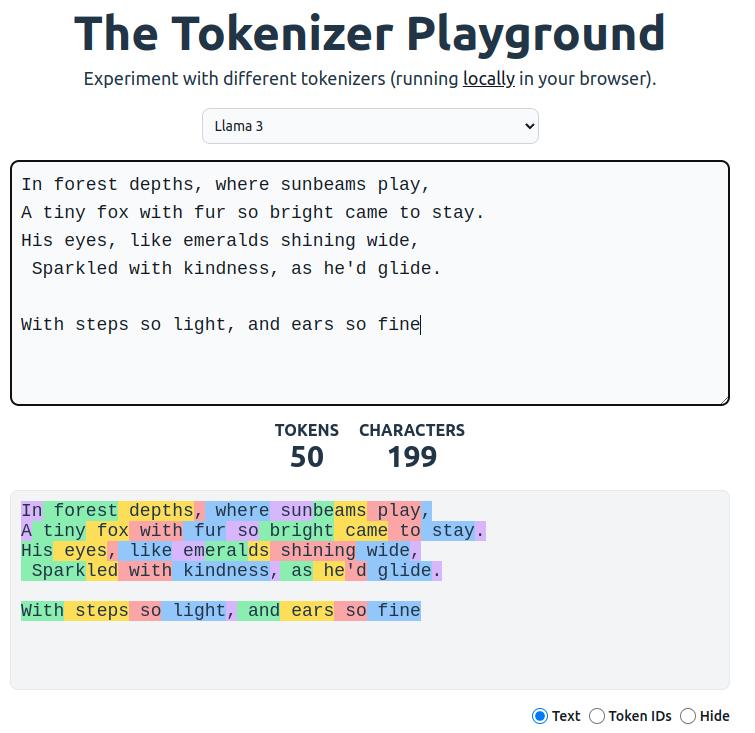 The Tokenizer Playground
Experiment with different tokenizers (running locally in your browser).
Llama 3
In forest depths, where sunbeams play,
A tiny fox with fur so bright came to stay.
His eyes, like emeralds shining wide,
Sparkled with kindness, as he'd glide.
With steps so light, and ears so fine
TOKENS CHARACTERS
50 199
In forest depths, where sunbeams play,
A tiny fox with fur so bright came to stay.
His eyes, like emeralds shining wide,
Sparkled with kindness, as he'd glide.
With steps so light, and ears so fine
Text Token IDs Hide